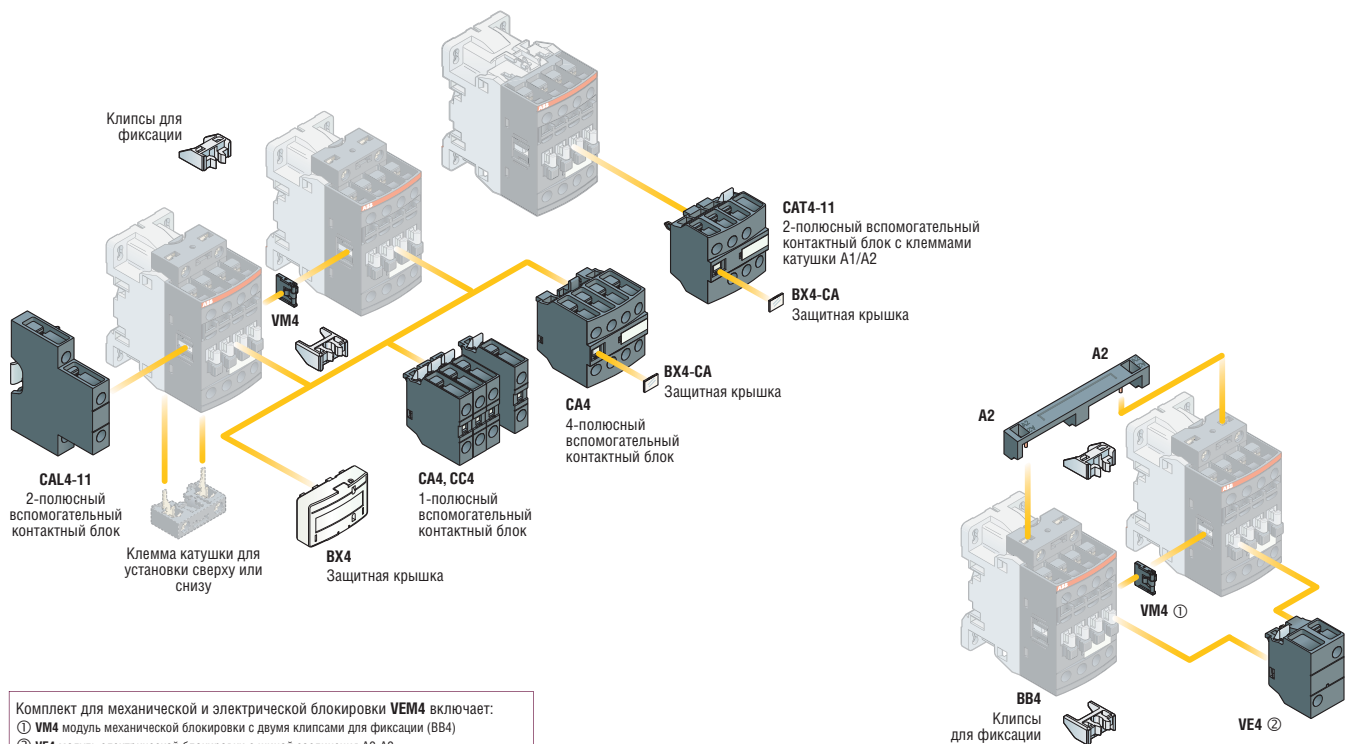 Клипсы для
фиксации
VM4
CAL4-11
2-полюсный
вспомогательный
контактный блок
Клемма катушки для
установки сверху или
снизу
BX4
Защитная крышка
CA4, CC4
1-полюсный
вспомогательный
контактный блок
CA4
4-полюсный
вспомогательный
контактный блок
BX4-CA
Защитная крышка
CAT4-11
2-полюсный вспомогательный
контактный блок с клеммами
катушки A1/A2
BX4-CA
Защитная крышка
A2
A2
VM4 ①
BB4
Клипсы
для фиксации
VE4 ②
Комплект для механической и электрической блокировки VEM4 включает:
① VM4 модуль механической блокировки с двумя клипсами для фиксации (BB4)